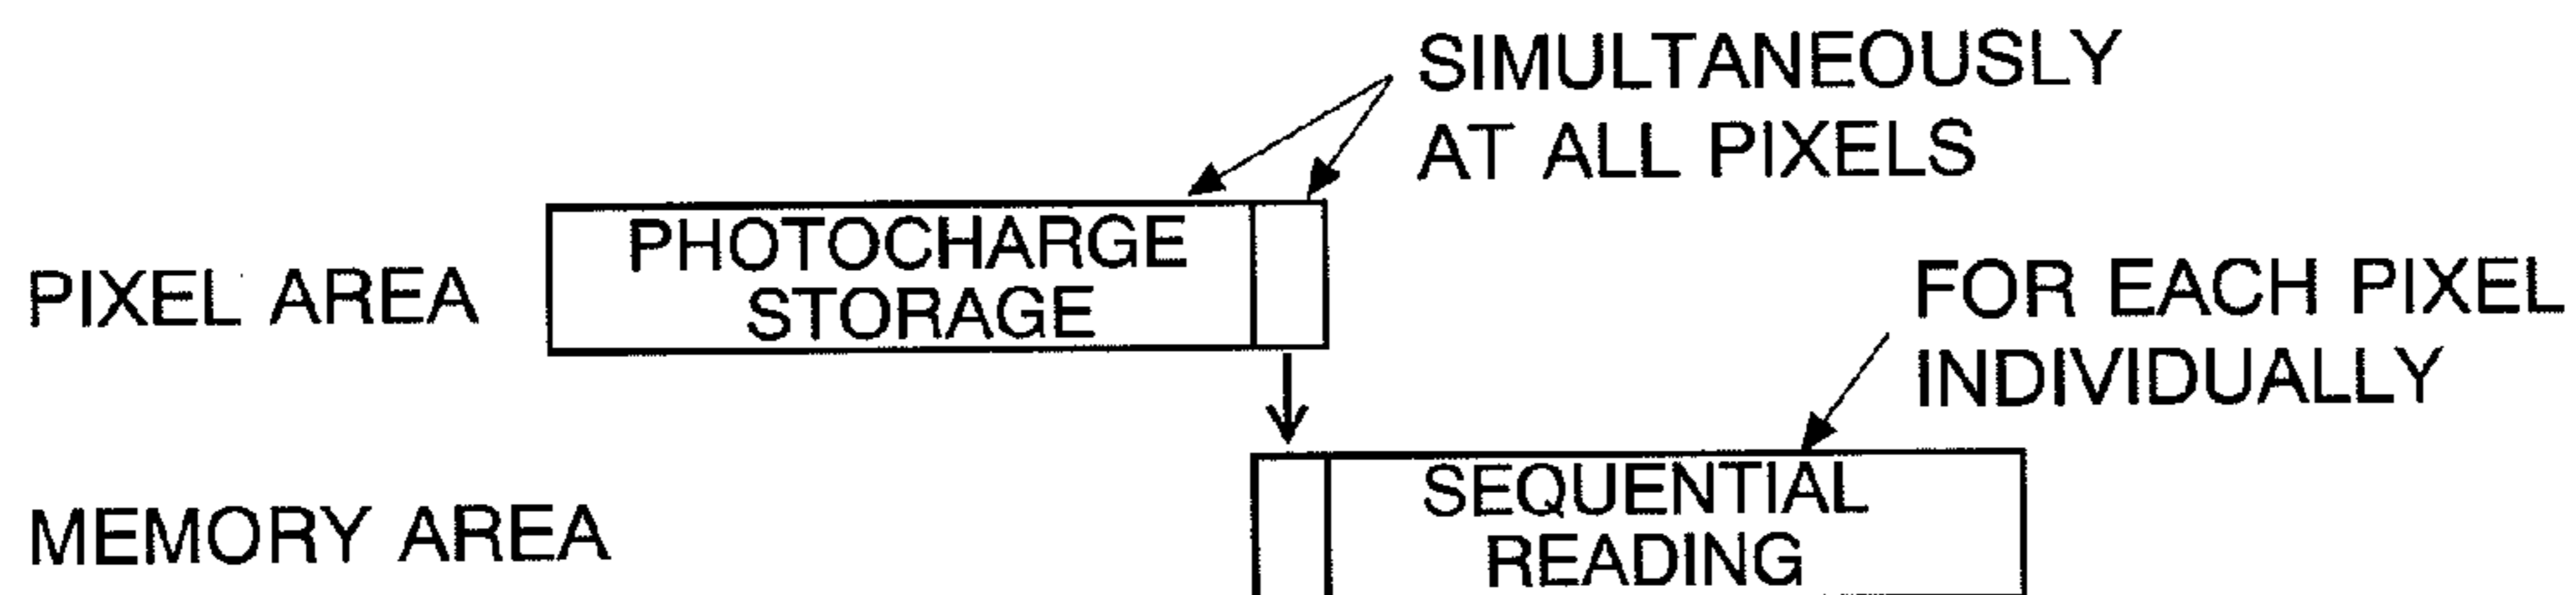 SIMULTANEOUSLY
AT ALL PIXELS
PIXEL AREA
PHOTOCHARGE
STORAGE
FOR EACH PIXEL
INDIVIDUALLY
MEMORY AREA
SEQUENTIAL
READING